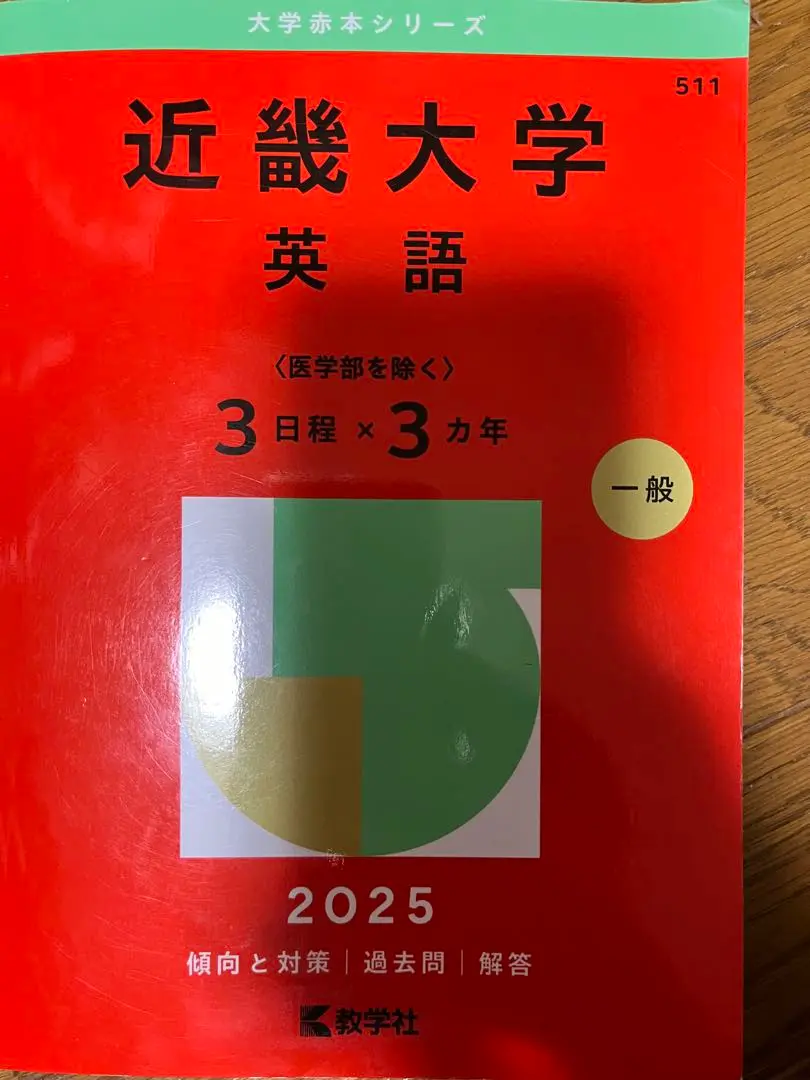 大学赤本シリーズ
511
近畿大学
英語
〈医学部を除く〉
3日程×3カ年
一般
2025
傾向と対策｜過去問｜解答
教学社